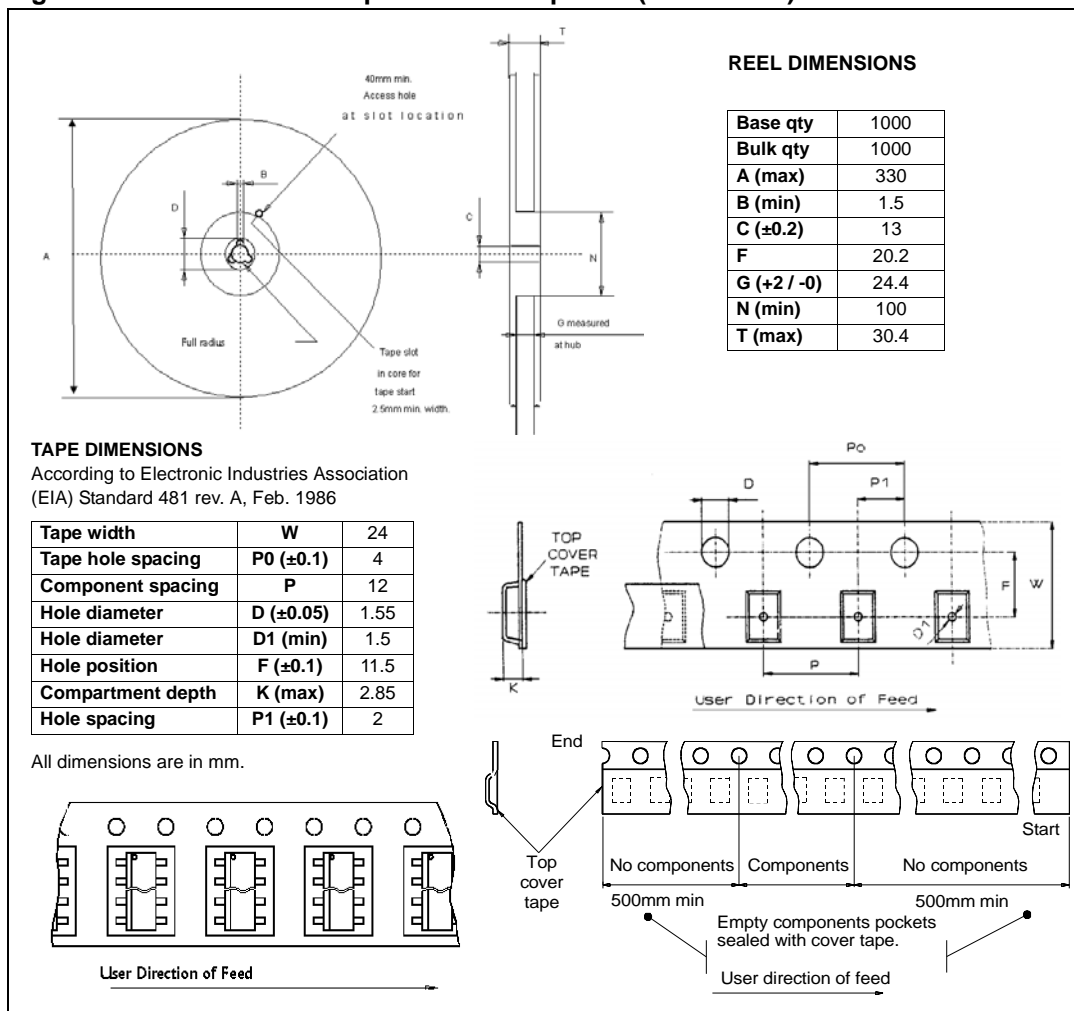 T
40mm min.
Access hole
at slot location
B
D
C
A
N
G measured
at hub
Full radius
Tape slot
in core for
tape start
2.5mm min. width.
REEL DIMENSIONS
Base qty 1000
Bulk qty 1000
A (max) 330
B (min) 1.5
C (±0.2) 13
F 20.2
G (+2 / -0) 24.4
N (min) 100
T (max) 30.4
TAPE DIMENSIONS
According to Electronic Industries Association
(EIA) Standard 481 rev. A, Feb. 1986
Tape width W 24
Tape hole spacing P0 (±0.1) 4
Component spacing P 12
Hole diameter D (±0.05) 1.55
Hole diameter D1 (min) 1.5
Hole position F (±0.1) 11.5
Compartment depth K (max) 2.85
Hole spacing P1 (±0.1) 2
All dimensions are in mm.
Po
D
P1
TOP
COVER
TAPE
F
W
D1
K
P
User Direction of Feed
End
Start
Top
cover
tape
No components
Components
No components
500mm min
500mm min
Empty components pockets
sealed with cover tape.
User direction of feed
User Direction of Feed